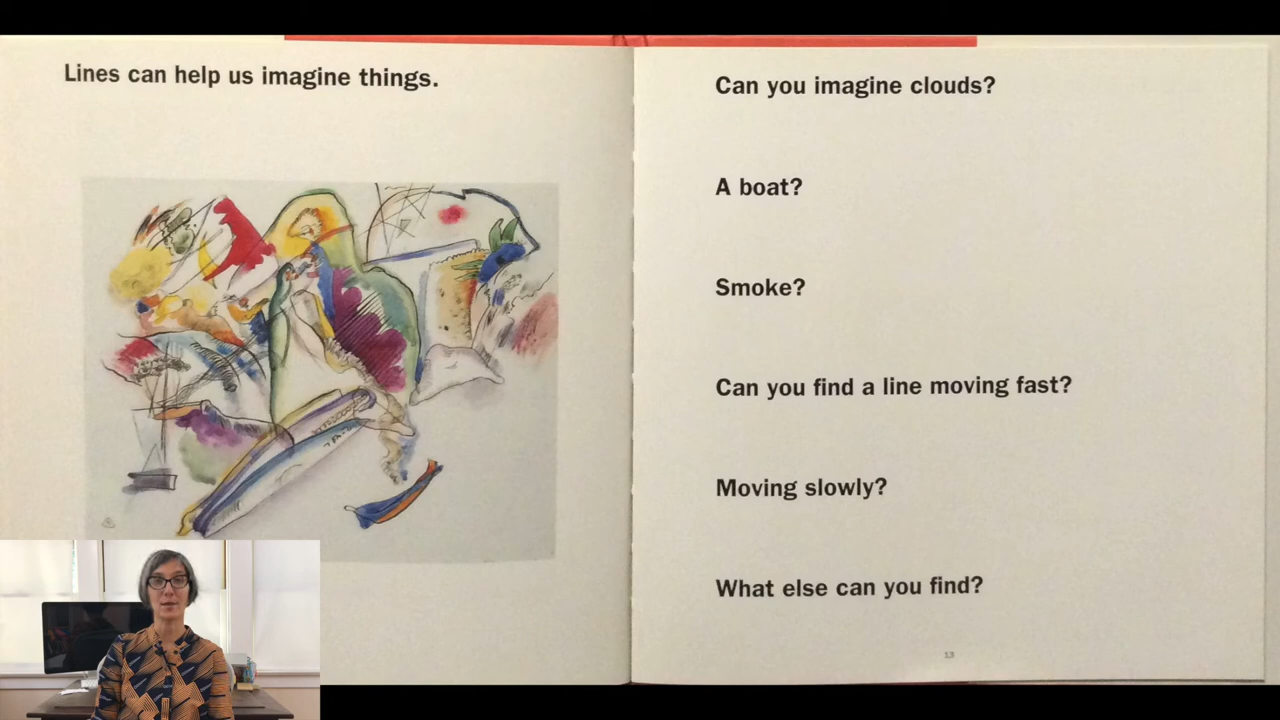 Lines can help us imagine things.
Can you imagine clouds?
A boat?
Smoke?
Can you find a line moving fast?
Moving slowly?
What else can you find?
13